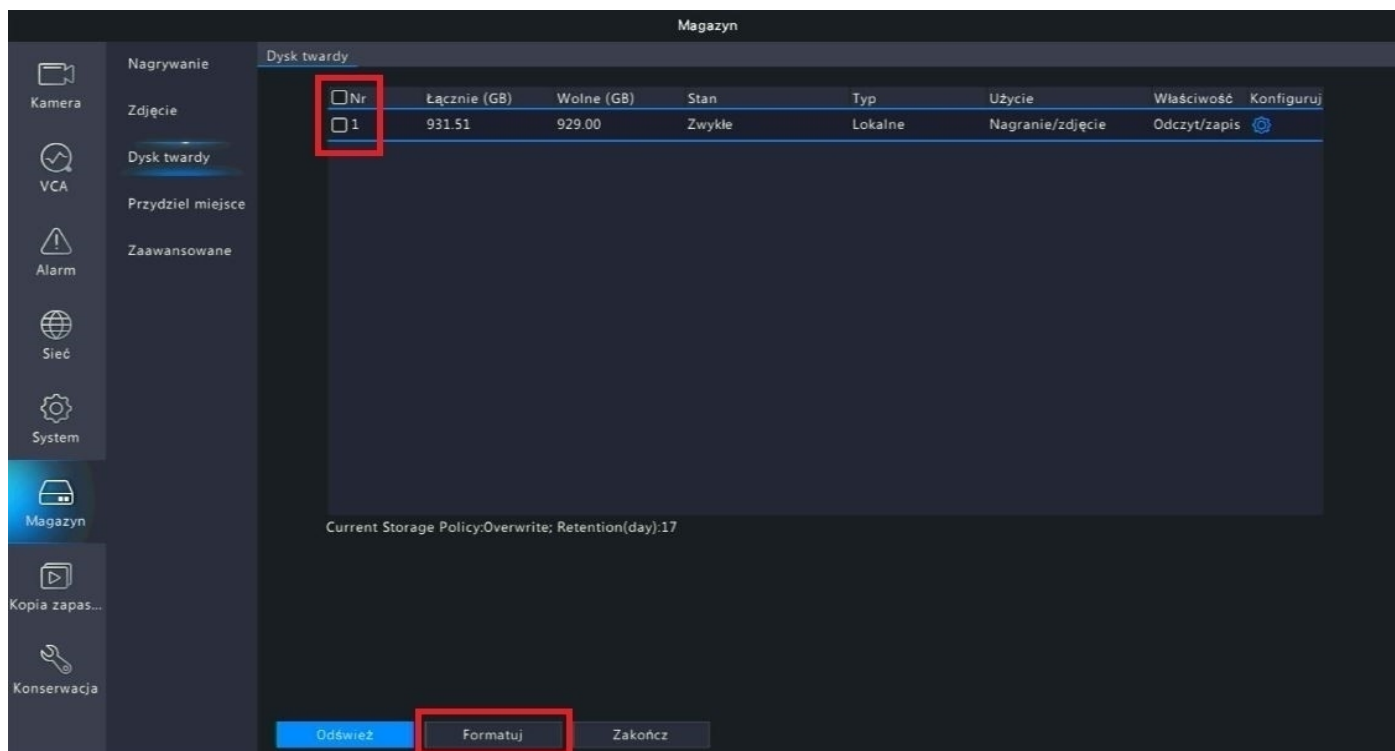 Magazyn
Kamera
VCA
Alarm
Sieć
System
Magazyn
Kopia zapas...
Konserwacja
Nagrywanie
Zdjęcie
Dysk twardy
Przydziel miejsce
Zaawansowane
Dysk twardy
Nr Łącznie (GB) Wolne (GB) Stan Typ Użycie Właściwość Konfiguruj
1 931.51 929.00 Zwykłe Lokalne Nagranie/zdjęcie Odczyt/zapis
Current Storage Policy:Overwrite; Retention(day):17
Odśwież Formatuj Zakończ